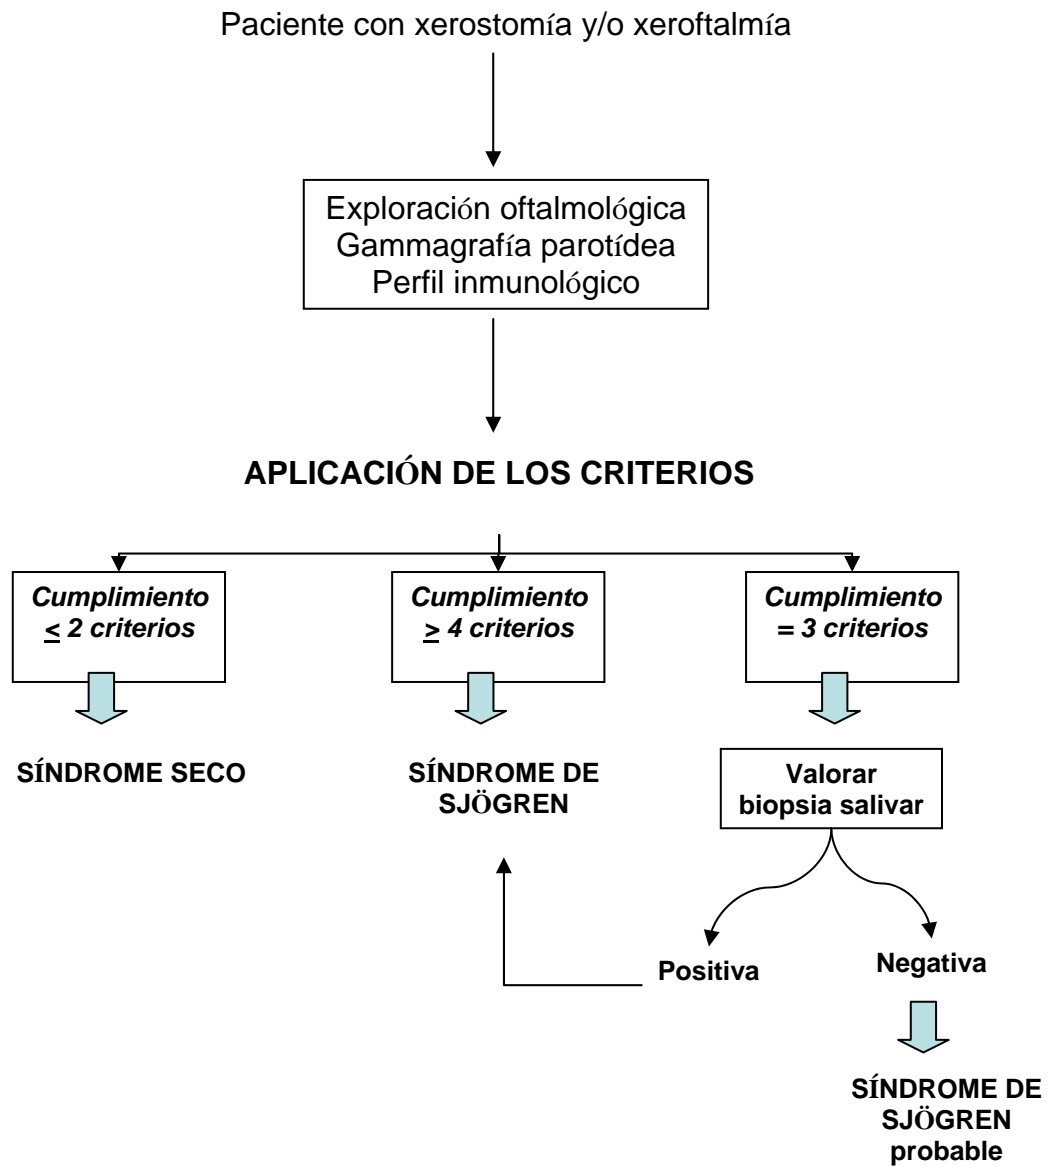 Paciente con xerostomía y/o xeroftalmía
Exploración oftalmológica
Gammagrafía parotídea
Perfil inmunológico
APLICACIÓN DE LOS CRITERIOS
Cumplimiento
≤ 2 criterios
Cumplimiento
≥ 4 criterios
Cumplimiento
= 3 criterios
SÍNDROME SECO
SÍNDROME DE
SJÖGREN
Valorar
biopsia salivar
Positiva
Negativa
SÍNDROME DE
SJÖGREN
probable